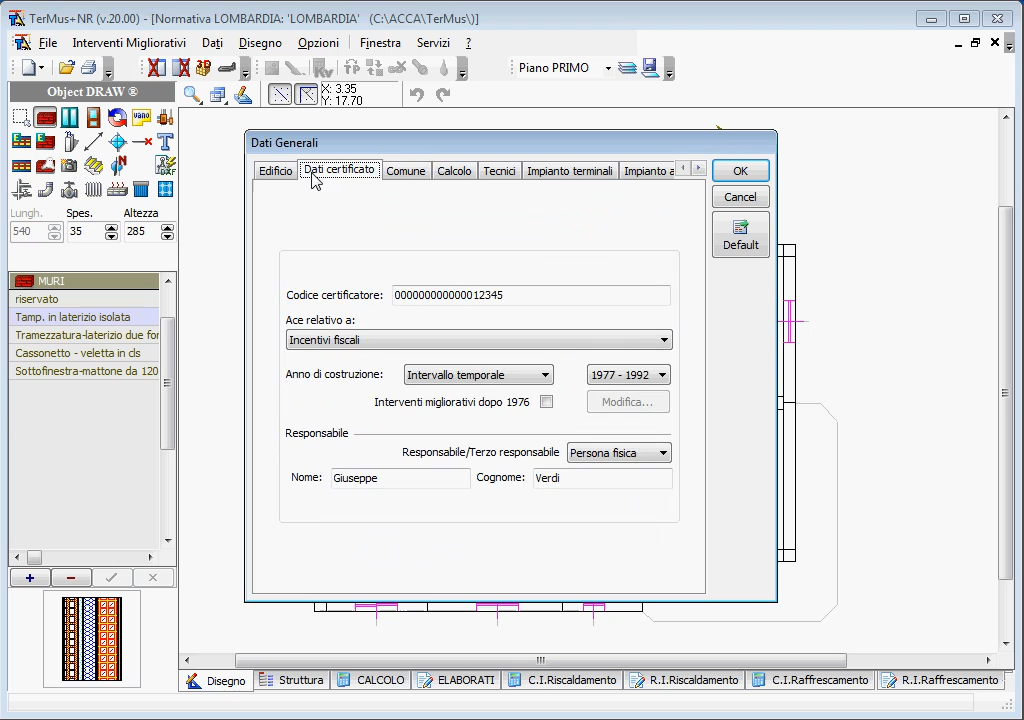 TerMus+NR (v.20.00) - [Normativa LOMBARDIA: 'LOMBARDIA' (C:\ACCA\TerMus\)]
File Interventi Migliorativi Dati Disegno Opzioni Finestra Servizi ?
Piano PRIMO
Object DRAW ®
X: 3.35
Y: 17.70
vano
DXF
Lungh. Spes. Altezza
540 35 285
MURI
riservato
Tamp. in laterizio isolata
Tramezzatura-laterizio due for
Cassonetto - veletta in cls
Sottofinestra-mattone da 120
Dati Generali
Edificio Dati certificato Comune Calcolo Tecnici Impianto terminali Impianto a
OK
Cancel
Default
Codice certificatore: 000000000000012345
Ace relativo a:
Incentivi fiscali
Anno di costruzione: Intervallo temporale 1977 - 1992
Interventi migliorativi dopo 1976 Modifica...
Responsabile
Responsabile/Terzo responsabile Persona fisica
Nome: Giuseppe Cognome: Verdi
Disegno Struttura CALCOLO ELABORATI C.I.Riscaldamento R.I.Riscaldamento C.I.Raffrescamento R.I.Raffrescamento